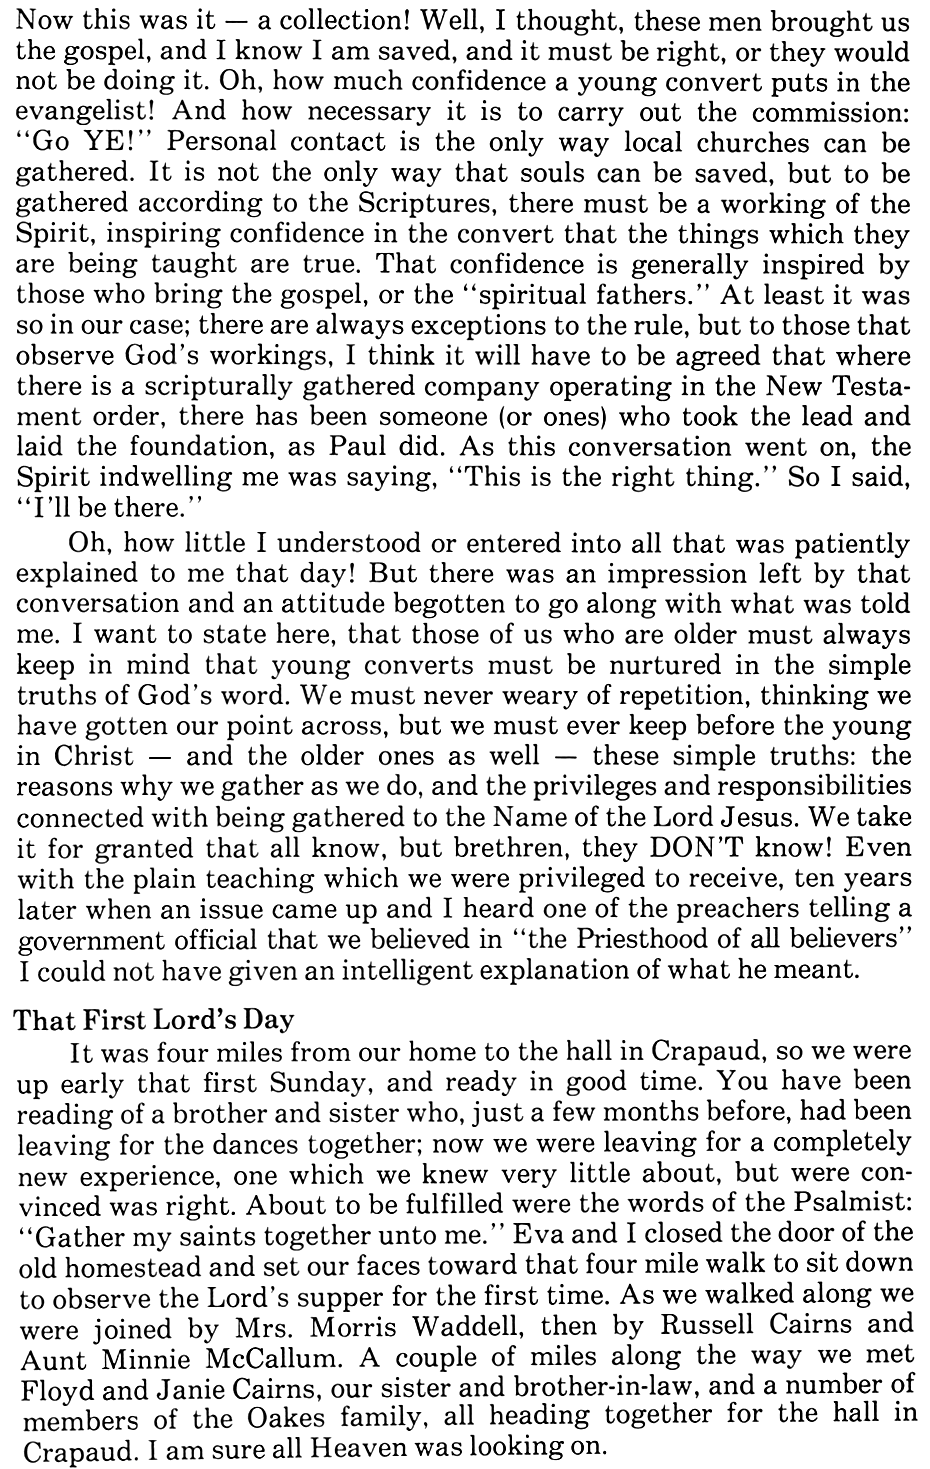 Now this was it — a collection! Well, I thought, these men brought us
the gospel, and I know I am saved, and it must be right, or they would
not be doing it. Oh, how much confidence a young convert puts in the
evangelist! And how necessary it is to carry out the commission:
“Go YE!” Personal contact is the only way local churches can be
gathered. It is not the only way that souls can be saved, but to be
gathered according to the Scriptures, there must be a working of the
Spirit, inspiring confidence in the convert that the things which they
are being taught are true. That confidence is generally inspired by
those who bring the gospel, or the “spiritual fathers.” At least it was
so in our case; there are always exceptions to the rule, but to those that
observe God’s workings, I think it will have to be agreed that where
there is a scripturally gathered company operating in the New Testa-
ment order, there has been someone (or ones) who took the lead and
laid the foundation, as Paul did. As this conversation went on, the
Spirit indwelling me was saying, “This is the right thing.” So I said,
“I’ll be there.”
Oh, how little I understood or entered into all that was patiently
explained to me that day! But there was an impression left by that
conversation and an attitude begotten to go along with what was told
me. I want to state here, that those of us who are older must always
keep in mind that young converts must be nurtured in the simple
truths of God’s word. We must never weary of repetition, thinking we
have gotten our point across, but we must ever keep before the young
in Christ — and the older ones as well — these simple truths: the
reasons why we gather as we do, and the privileges and responsibilities
connected with being gathered to the Name of the Lord Jesus. We take
it for granted that all know, but brethren, they DON’T know! Even
with the plain teaching which we were privileged to receive, ten years
later when an issue came up and I heard one of the preachers telling a
government official that we believed in “the Priesthood of all believers”
I could not have given an intelligent explanation of what he meant.
That First Lord’s Day
It was four miles from our home to the hall in Crapaud, so we were
up early that first Sunday, and ready in good time. You have been
reading of a brother and sister who, just a few months before, had been
leaving for the dances together; now we were leaving for a completely
new experience, one which we knew very little about, but were con-
vinced was right. About to be fulfilled were the words of the Psalmist:
“Gather my saints together unto me.” Eva and I closed the door of the
old homestead and set our faces toward that four mile walk to sit down
to observe the Lord’s supper for the first time. As we walked along we
were joined by Mrs. Morris Waddell, then by Russell Cairns and
Aunt Minnie McCallum. A couple of miles along the way we met
Floyd and Janie Cairns, our sister and brother-in-law, and a number of
members of the Oakes family, all heading together for the hall in
Crapaud. I am sure all Heaven was looking on.